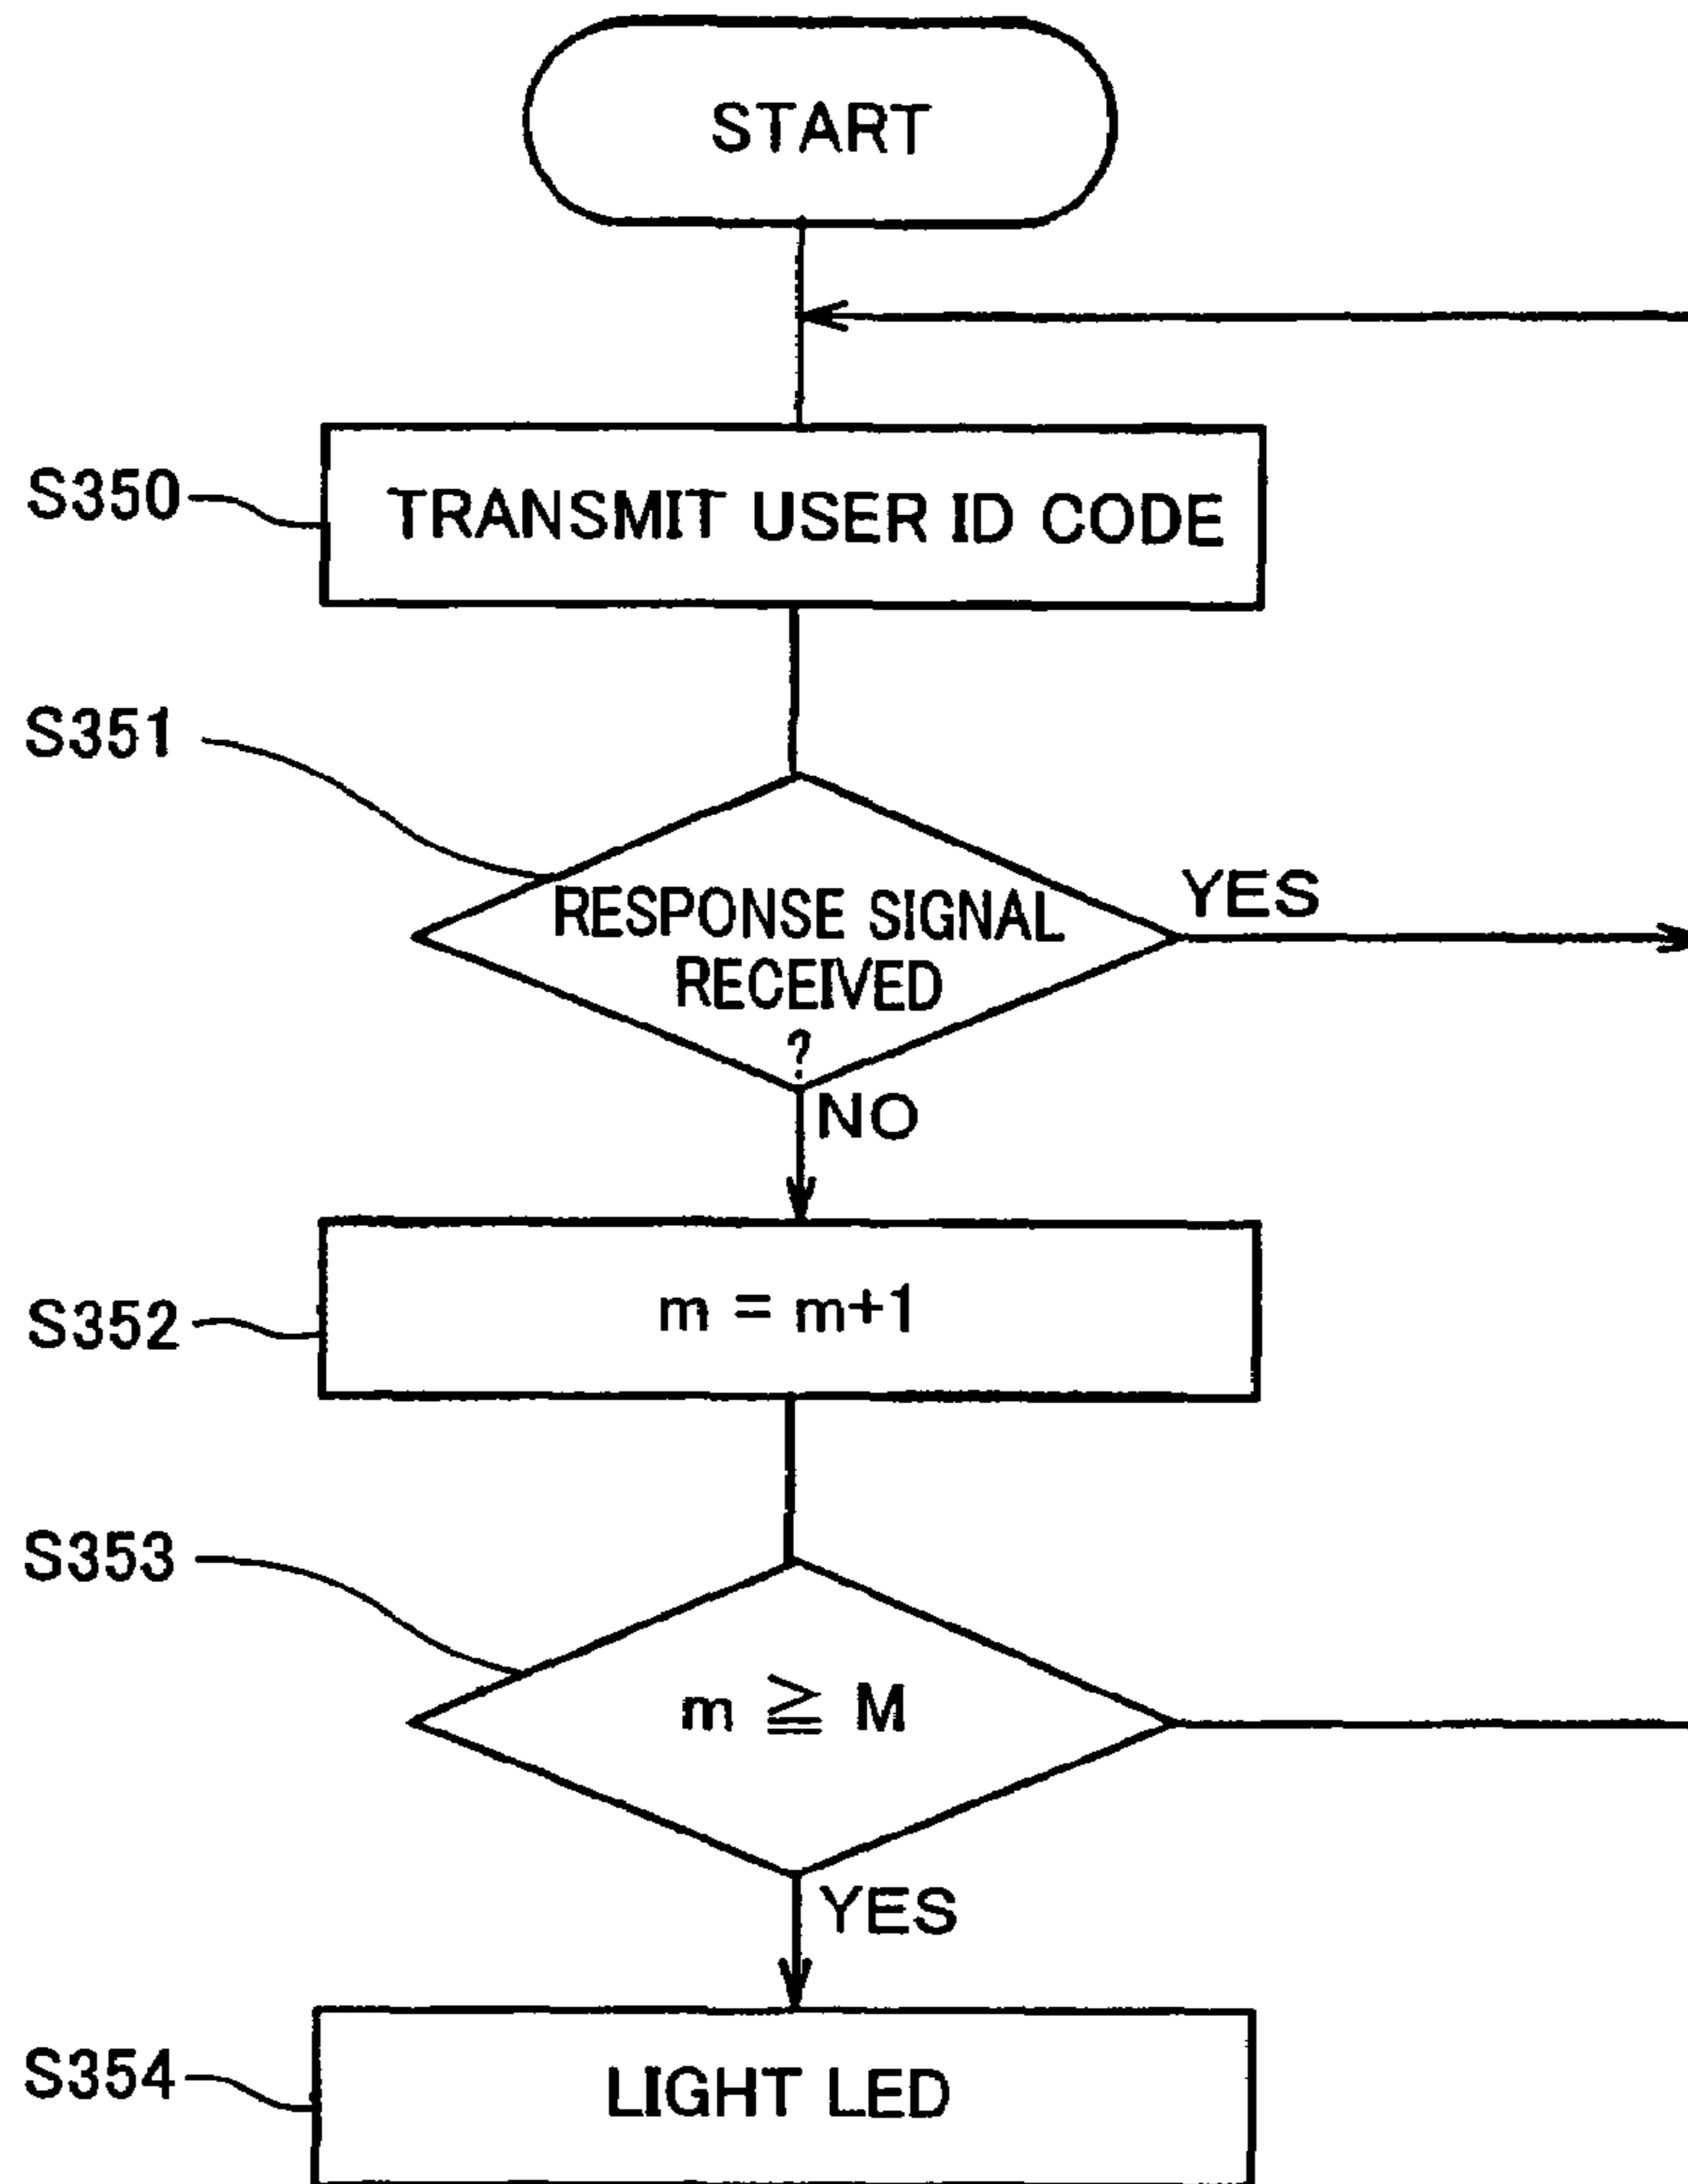 START
S350
TRANSMIT USER ID CODE
S351
RESPONSE SIGNAL
RECEIVED
?
YES
NO
S352
m = m+1
S353
m ≧ M
YES
S354
LIGHT LED